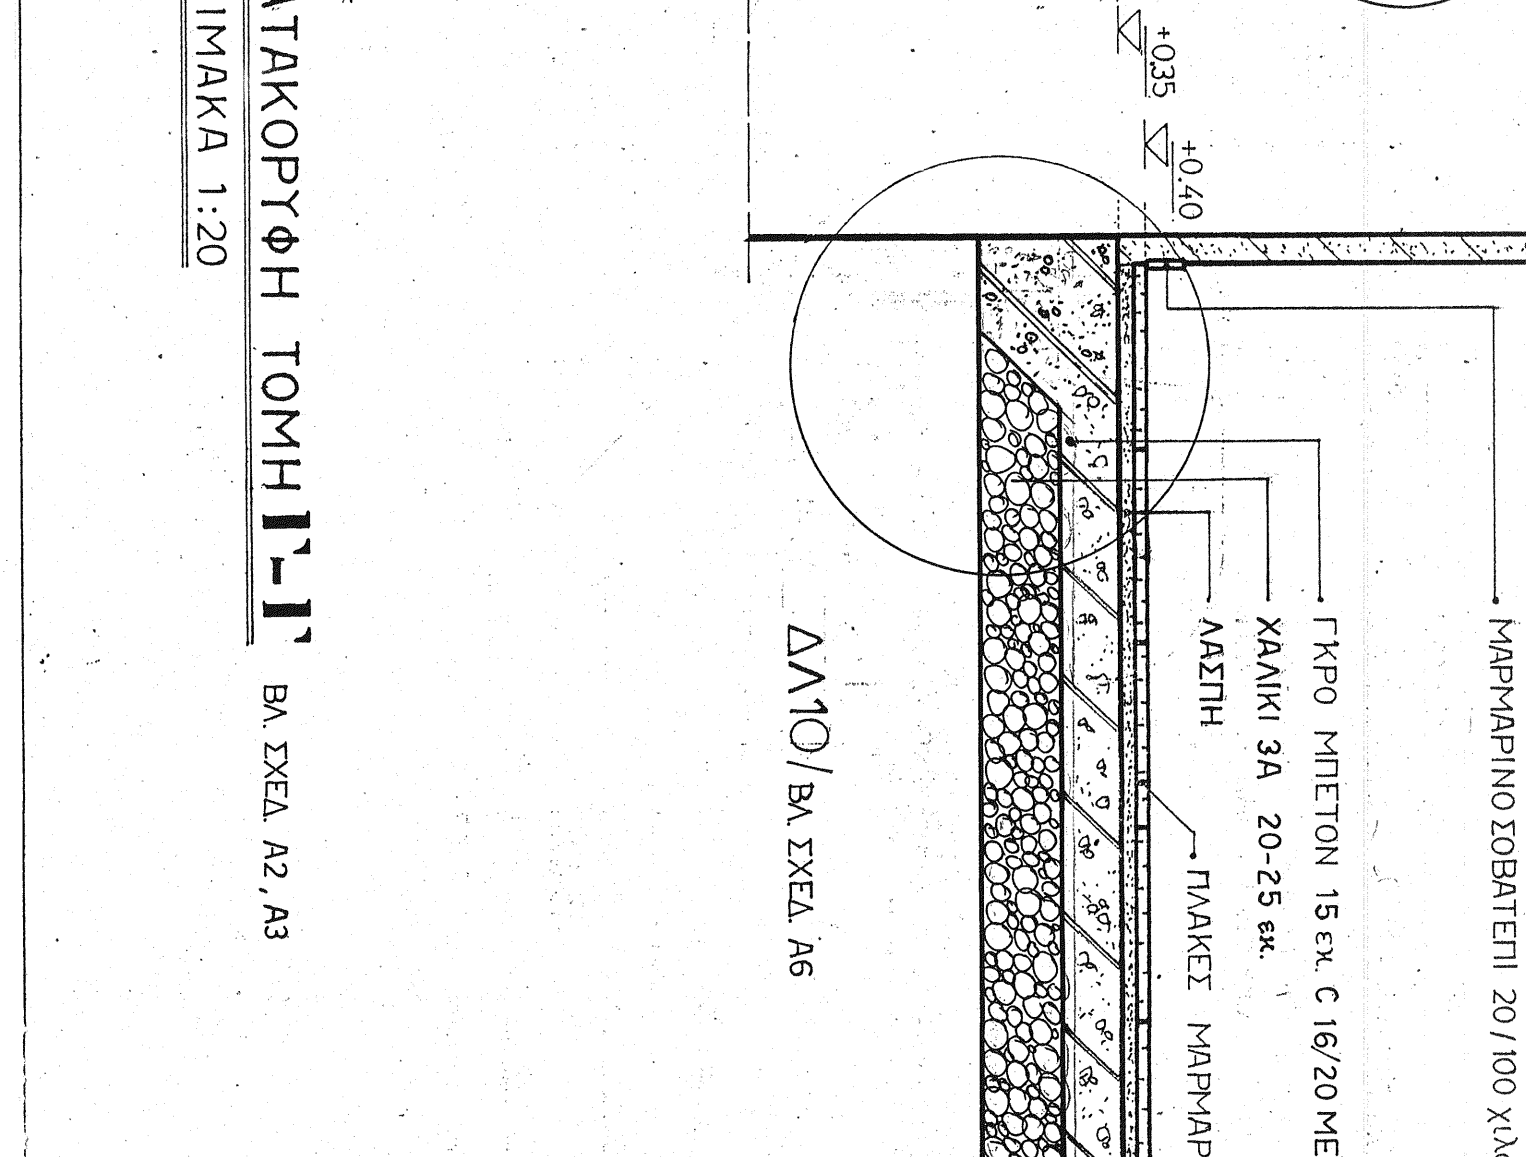 +0.35
+0.40
ΜΑΡΜΑΡΙΝΟ ΣΟΒΑΤΕΠΙ 20/100 χιλ
ΓΚΡΟ ΜΠΕΤΟΝ 15 εκ. C 16/20 ΜΕ
ΧΑΛΙΚΙ 3Α 20-25 εκ.
ΛΑΣΠΗ
ΠΛΑΚΕΣ ΜΑΡΜΑΡ
ΔΛ10/ΒΛ. ΣΧΕΔ. Α6
ΑΤΑΚΟΡΥΦΗ ΤΟΜΗ Γ-Γ ΒΛ. ΣΧΕΔ. Α2, Α3
ΙΜΑΚΑ 1:20